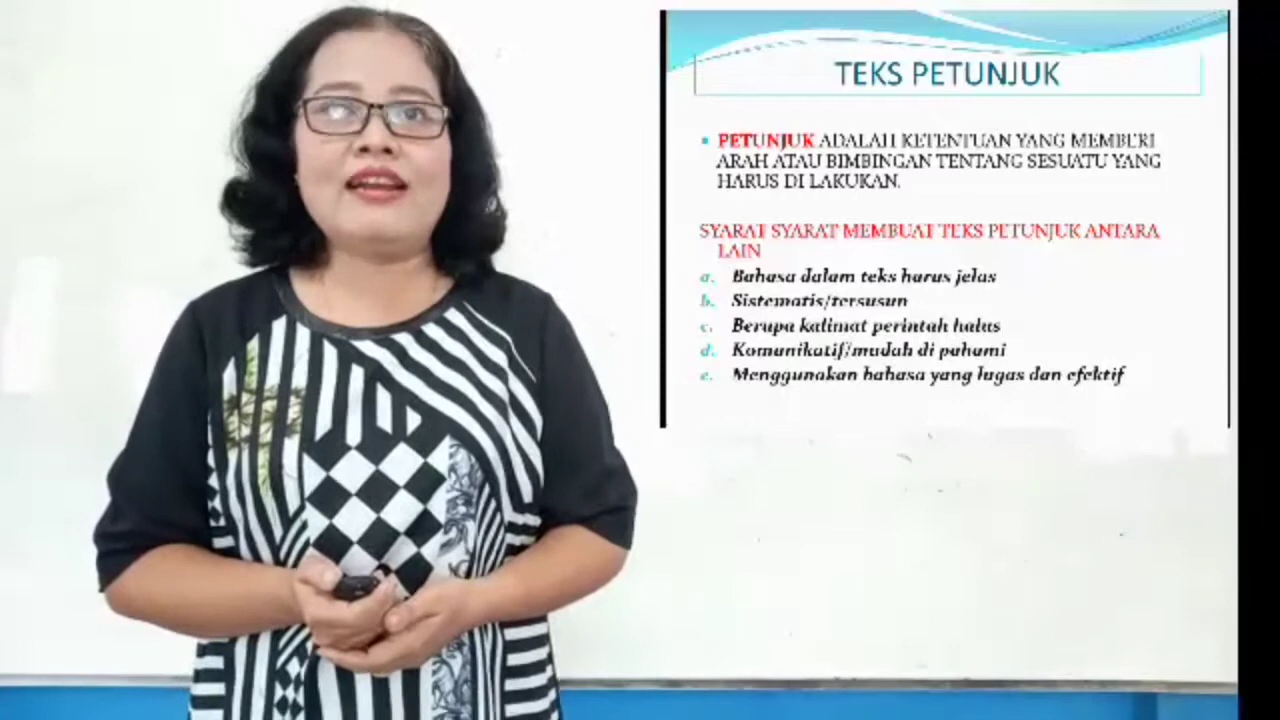 TEKS PETUNJUK
PETUNJUK ADALAH KETENTUAN YANG MEMBERI
ARAH ATAU BIMBINGAN TENTANG SESUATU YANG
HARUS DI LAKUKAN.
SYARAT SYARAT MEMBUAT TEKS PETUNJUK ANTARA
LAIN
a. Bahasa dalam teks harus jelas
b. Sistematis/tersusun
c. Berupa kalimat perintah halus
d. Komunikatif/mudah di pahami
e. Menggunakan bahasa yang lugas dan efektif